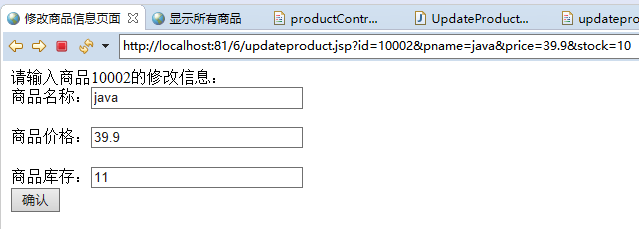 修改商品信息页面 显示所有商品 productContr... UpdateProduct... updatepro
http://localhost:81/6/updateproduct.jsp?id=10002&pname=java&price=39.9&stock=10
请输入商品10002的修改信息：
商品名称： java
商品价格： 39.9
商品库存： 11
确认